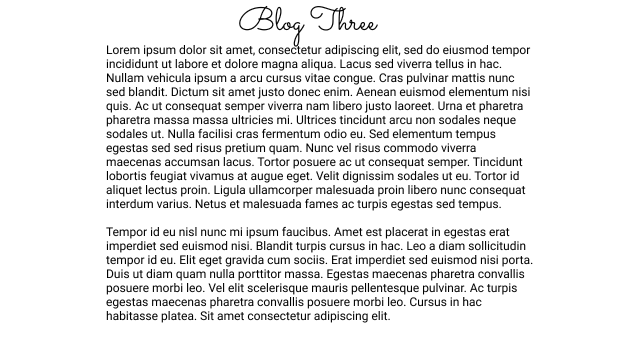 Blog Three
Lorem ipsum dolor sit amet, consectetur adipiscing elit, sed do eiusmod tempor
incididunt ut labore et dolore magna aliqua. Lacus sed viverra tellus in hac.
Nullam vehicula ipsum a arcu cursus vitae congue. Cras pulvinar mattis nunc
sed blandit. Dictum sit amet justo donec enim. Aenean euismod elementum nisi
quis. Ac ut consequat semper viverra nam libero justo laoreet. Urna et pharetra
pharetra massa massa ultricies mi. Ultrices tincidunt arcu non sodales neque
sodales ut. Nulla facilisi cras fermentum odio eu. Sed elementum tempus
egestas sed sed risus pretium quam. Nunc vel risus commodo viverra
maecenas accumsan lacus. Tortor posuere ac ut consequat semper. Tincidunt
lobortis feugiat vivamus at augue eget. Velit dignissim sodales ut eu. Tortor id
aliquet lectus proin. Ligula ullamcorper malesuada proin libero nunc consequat
interdum varius. Netus et malesuada fames ac turpis egestas sed tempus.
Tempor id eu nisl nunc mi ipsum faucibus. Amet est placerat in egestas erat
imperdiet sed euismod nisi. Blandit turpis cursus in hac. Leo a diam sollicitudin
tempor id eu. Elit eget gravida cum sociis. Erat imperdiet sed euismod nisi porta.
Duis ut diam quam nulla porttitor massa. Egestas maecenas pharetra convallis
posuere morbi leo. Vel elit scelerisque mauris pellentesque pulvinar. Ac turpis
egestas maecenas pharetra convallis posuere morbi leo. Cursus in hac
habitasse platea. Sit amet consectetur adipiscing elit.